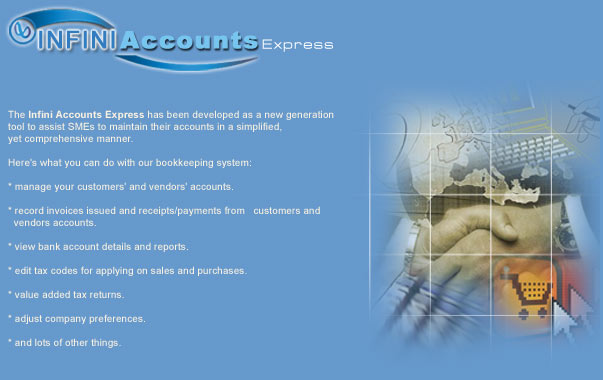 INFINI Accounts Express
The Infini Accounts Express has been developed as a new generation
tool to assist SMEs to maintain their accounts in a simplified,
yet comprehensive manner.
Here's what you can do with our bookkeeping system:
* manage your customers' and vendors' accounts.
* record invoices issued and receipts/payments from customers and
vendors accounts.
* view bank account details and reports.
* edit tax codes for applying on sales and purchases.
* value added tax returns.
* adjust company preferences.
* and lots of other things.